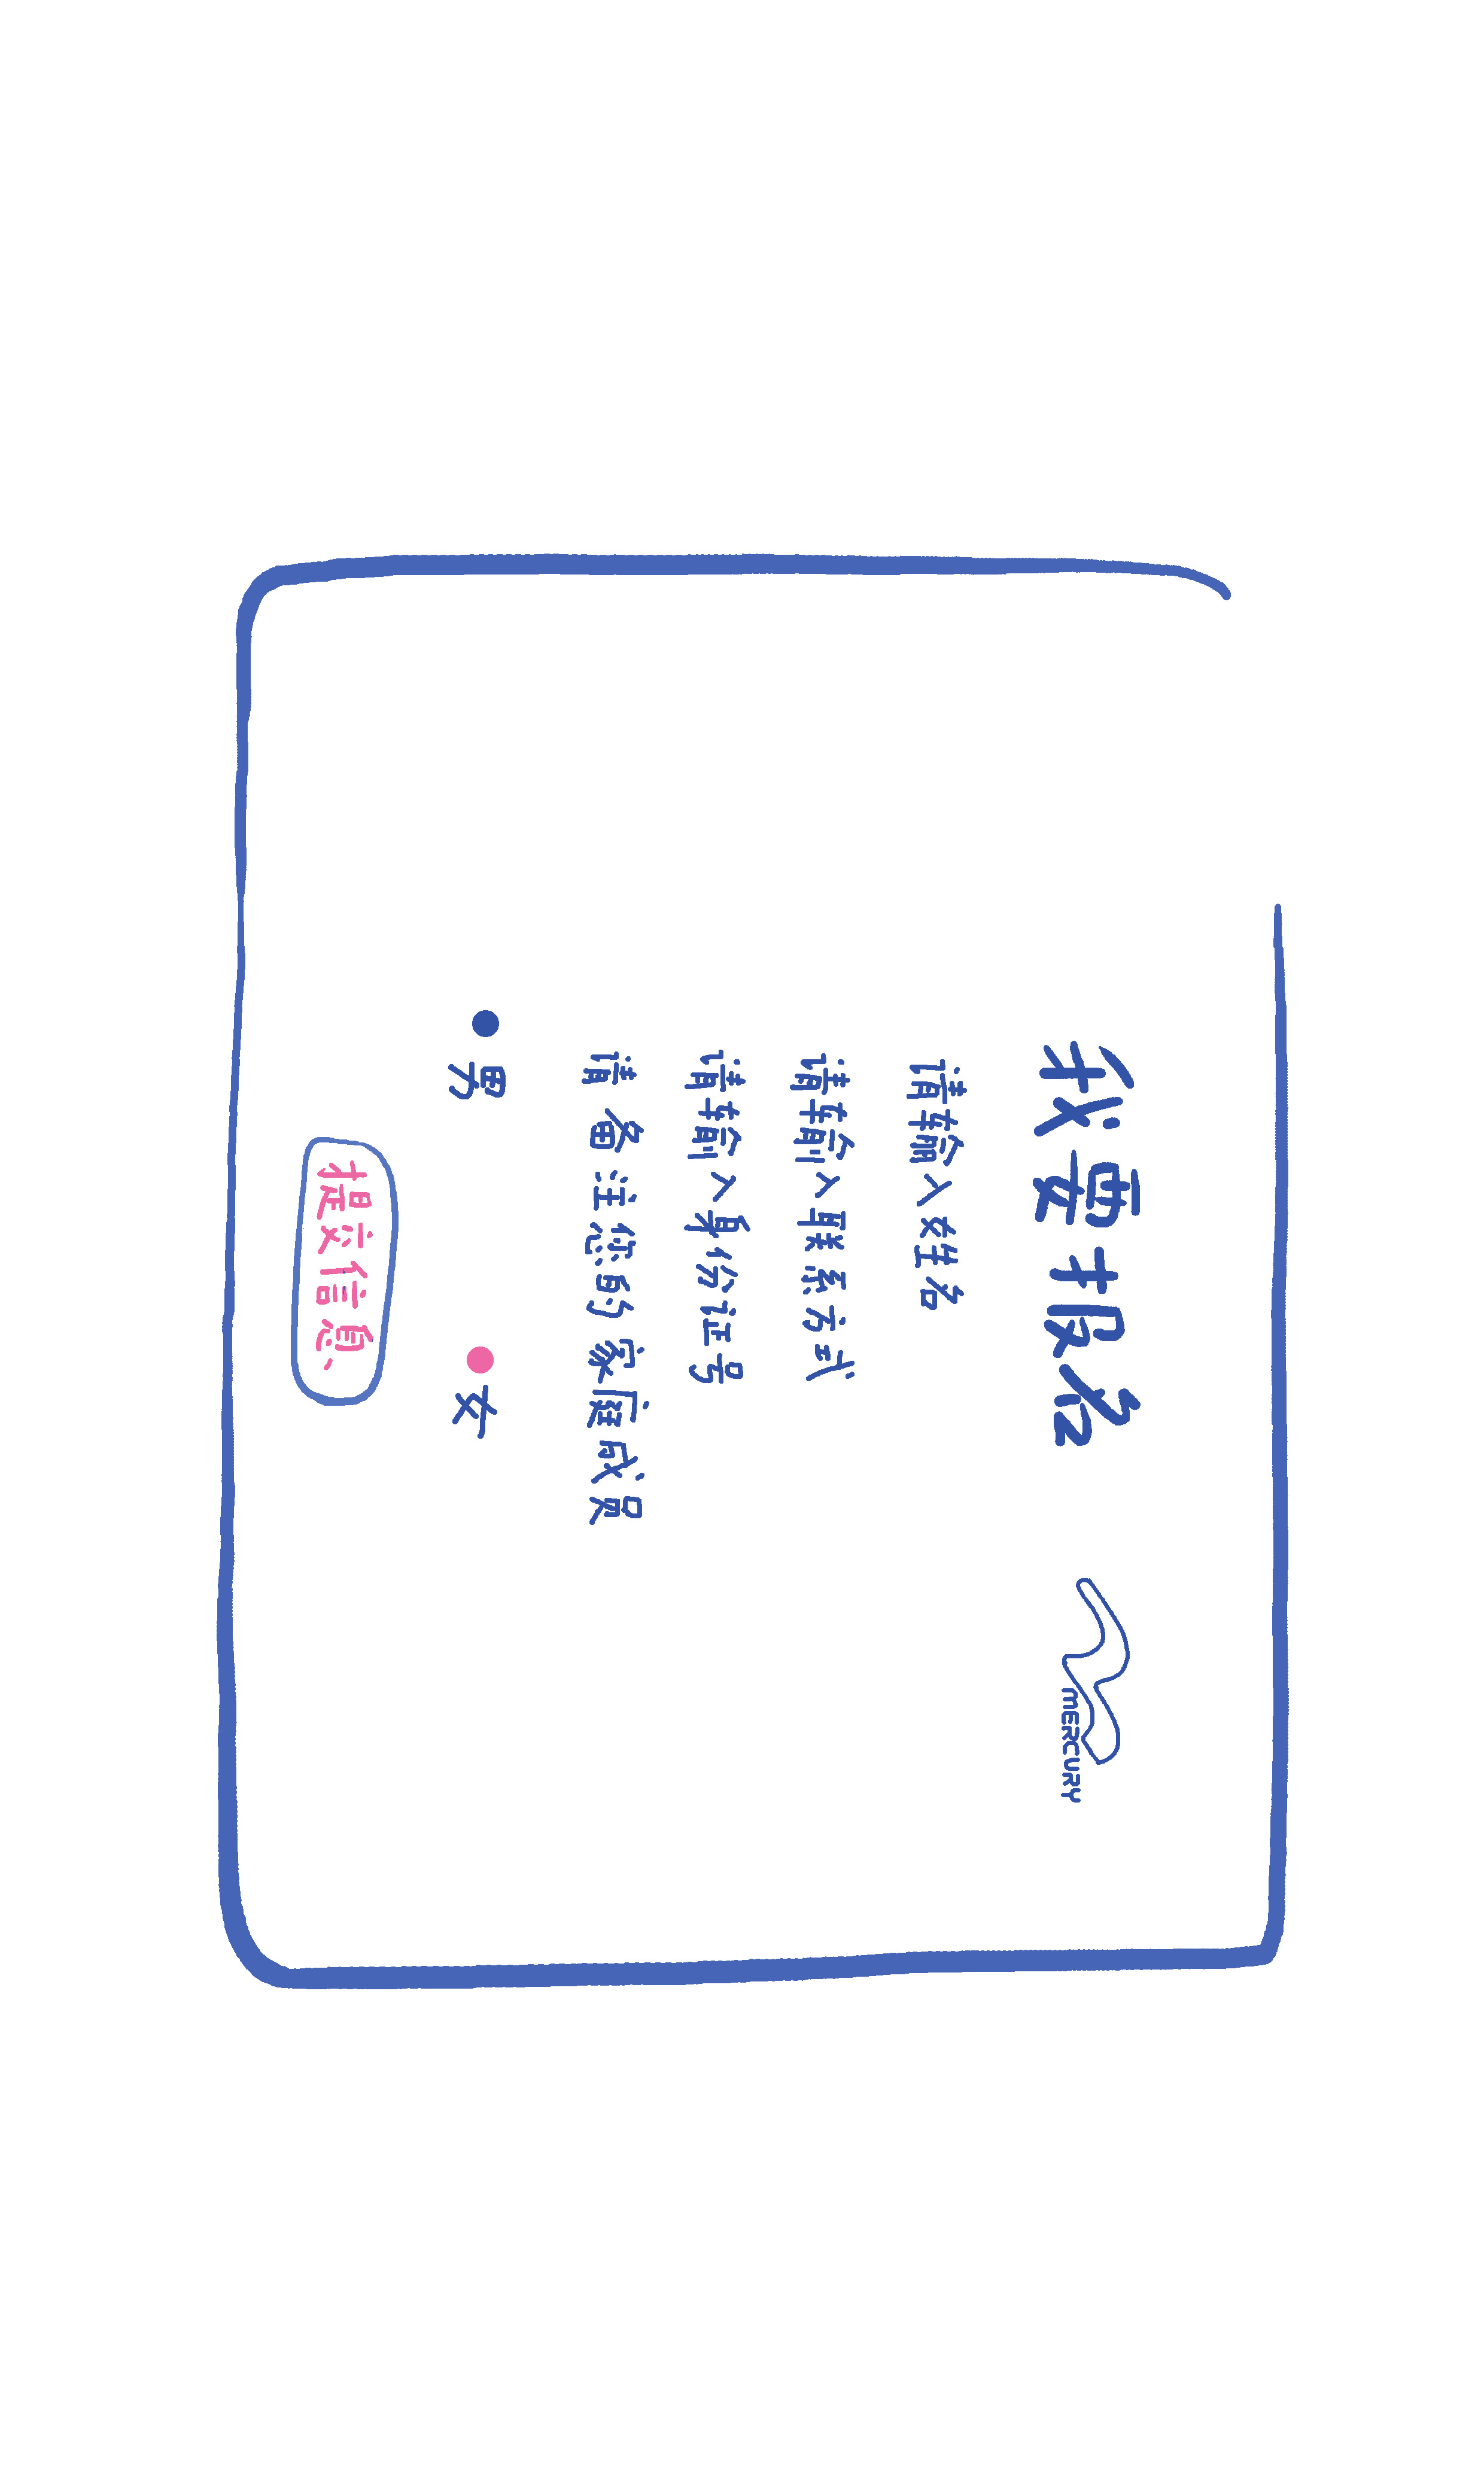 我要报名
MERCURY
请输入姓名
请输入联系方式
请输入身份证号
请备注您的家庭成员
男
女
提交信息